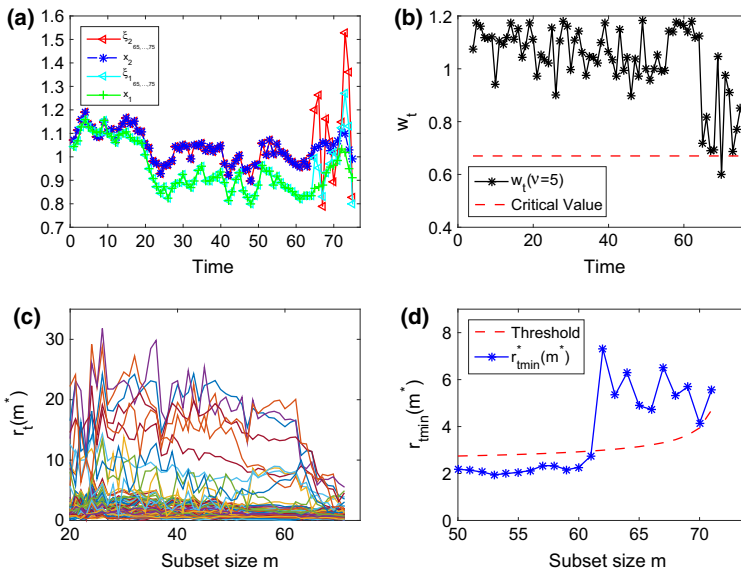 (a)
1.6
1.5
1.4
1.3
1.2
1.1
1
0.9
0.8
0.7
ξ2 65,...,75
x2
ξ1 65,...,75
x1
0 10 20 30 40 50 60 70
Time
(b)
1.2
1
0.8
0.6
0.4
wt
wt(ν=5)
Critical Value
0 20 40 60
Time
(c)
30
20
10
0
rt(m*)
20 40 60
Subset size m
(d)
8
6
4
2
0
rtmin(m*)
Threshold
r*tmin(m*)
50 55 60 65 70
Subset size m